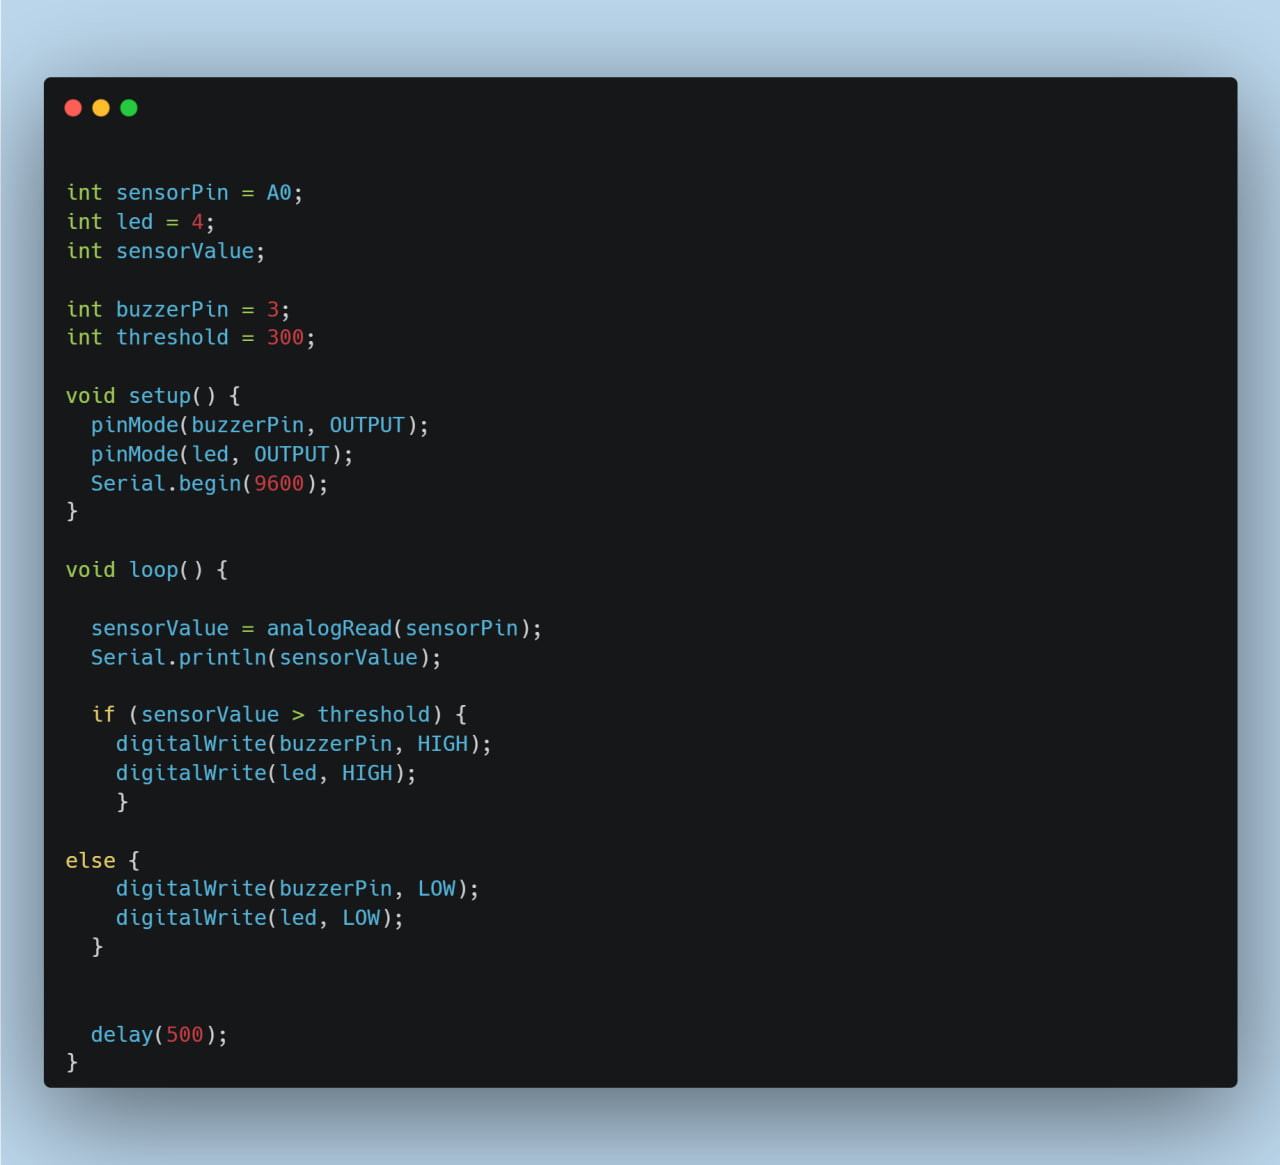 int sensorPin = A0;
int led = 4;
int sensorValue;

int buzzerPin = 3;
int threshold = 300;

void setup() {
  pinMode(buzzerPin, OUTPUT);
  pinMode(led, OUTPUT);
  Serial.begin(9600);
}

void loop() {

  sensorValue = analogRead(sensorPin);
  Serial.println(sensorValue);

  if (sensorValue > threshold) {
    digitalWrite(buzzerPin, HIGH);
    digitalWrite(led, HIGH);
    }

else {
    digitalWrite(buzzerPin, LOW);
    digitalWrite(led, LOW);
  }


  delay(500);
}